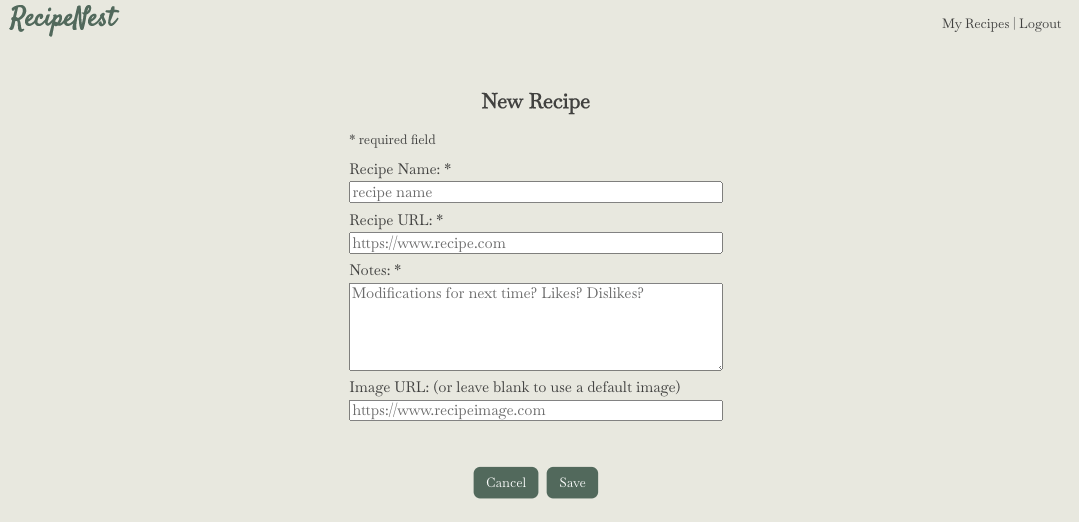 RecipeNest
My Recipes | Logout
New Recipe
* required field
Recipe Name: *
recipe name
Recipe URL: *
https://www.recipe.com
Notes: *
Modifications for next time? Likes? Dislikes?
Image URL: (or leave blank to use a default image)
https://www.recipeimage.com
Cancel
Save